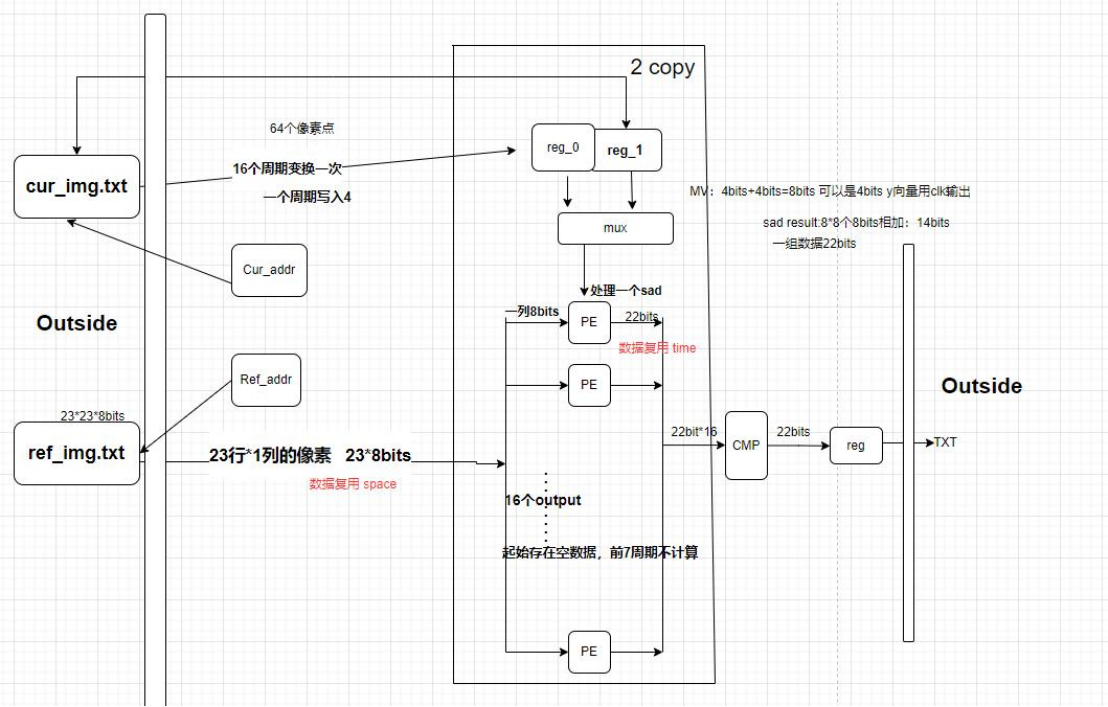 2 copy
64个像素点
reg_0
reg_1
16个周期变换一次
cur_img.txt
一个周期写入4
MV：4bits+4bits=8bits 可以是4bits y向量用clk输出
sad result:8*8个8bits相加：14bits
一组数据22bits
mux
Cur_addr
处理一个sad
一列8bits
PE
22bits
Outside
数据复用 time
Ref_addr
PE
Outside
23*23*8bits
22bit*16
CMP
22bits
reg
TXT
ref_img.txt
23行*1列的像素 23*8bits
数据复用 space
16个output
起始存在空数据，前7周期不计算
PE